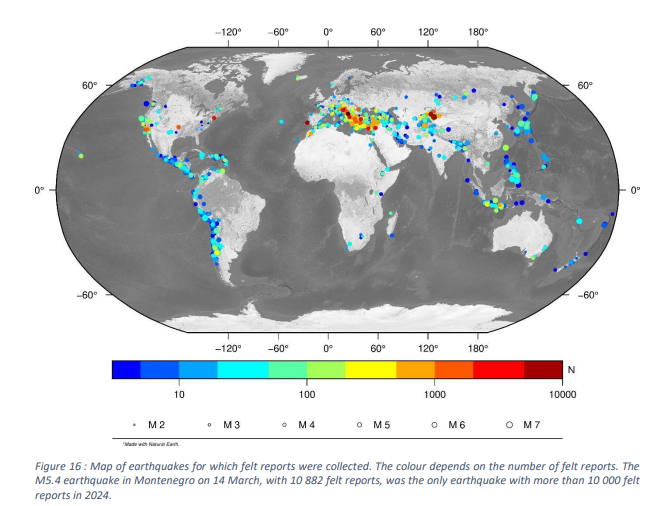 −120° −60° 0° 60° 120° 180°
60° 60°
0° 0°
−60° −60°
−120° −60° 0° 60° 120° 180°
N
10 100 1000 10000
M 2 M 3 M 4 M 5 M 6 M 7
*Made with Natural Earth.
Figure 16 : Map of earthquakes for which felt reports were collected. The colour depends on the number of felt reports. The
M5.4 earthquake in Montenegro on 14 March, with 10 882 felt reports, was the only earthquake with more than 10 000 felt
reports in 2024.